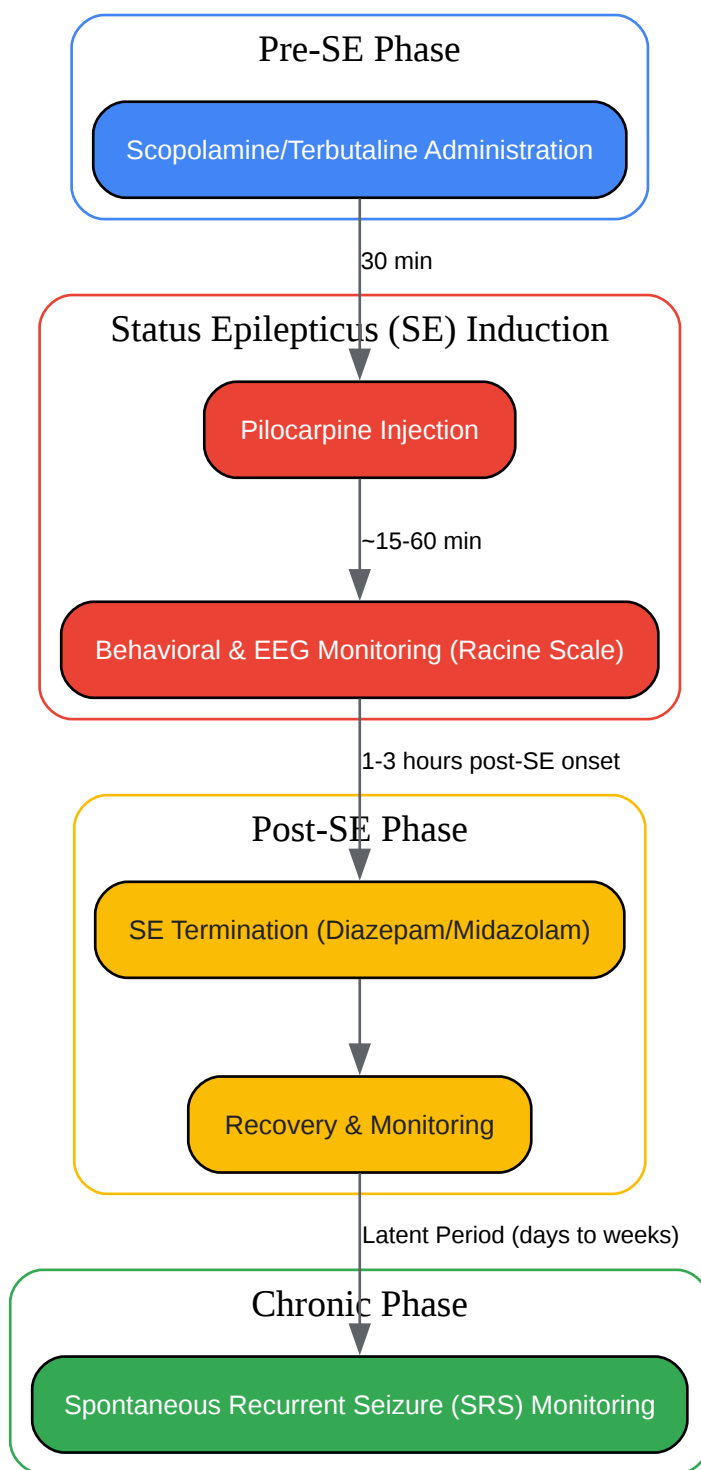 Pre-SE Phase
Scopolamine/Terbutaline Administration
30 min
Status Epilepticus (SE) Induction
Pilocarpine Injection
~15-60 min
Behavioral & EEG Monitoring (Racine Scale)
1-3 hours post-SE onset
Post-SE Phase
SE Termination (Diazepam/Midazolam)
Recovery & Monitoring
Latent Period (days to weeks)
Chronic Phase
Spontaneous Recurrent Seizure (SRS) Monitoring